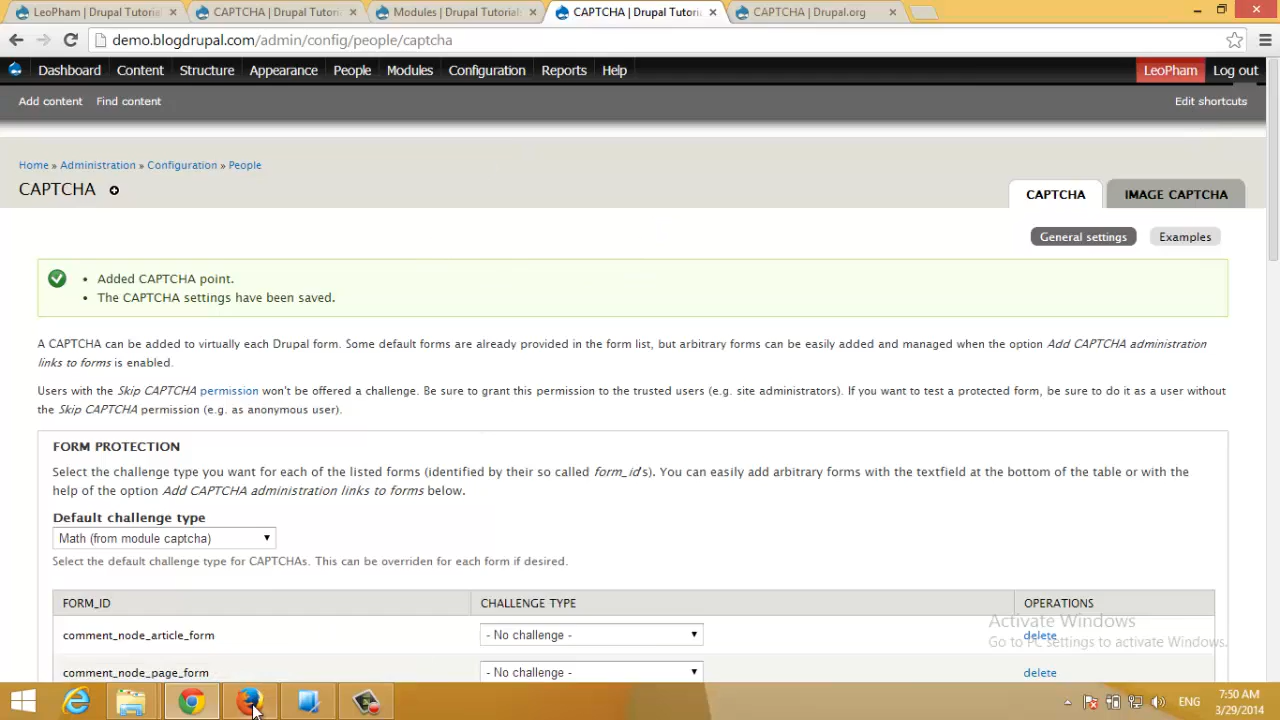 LeoPham | Drupal Tutoria
CAPTCHA | Drupal Tutori
Modules | Drupal Tutorial
CAPTCHA | Drupal Tutori
CAPTCHA | Drupal.org
demo.blogdrupal.com/admin/config/people/captcha
Dashboard Content Structure Appearance People Modules Configuration Reports Help LeoPham Log out
Add content Find content Edit shortcuts
Home » Administration » Configuration » People
CAPTCHA
CAPTCHA IMAGE CAPTCHA
General settings Examples
• Added CAPTCHA point.
• The CAPTCHA settings have been saved.
A CAPTCHA can be added to virtually each Drupal form. Some default forms are already provided in the form list, but arbitrary forms can be easily added and managed when the option Add CAPTCHA administration
links to forms is enabled.
Users with the Skip CAPTCHA permission won't be offered a challenge. Be sure to grant this permission to the trusted users (e.g. site administrators). If you want to test a protected form, be sure to do it as a user without
the Skip CAPTCHA permission (e.g. as anonymous user).
FORM PROTECTION
Select the challenge type you want for each of the listed forms (identified by their so called form_id's). You can easily add arbitrary forms with the textfield at the bottom of the table or with the
help of the option Add CAPTCHA administration links to forms below.
Default challenge type
Math (from module captcha)
Select the default challenge type for CAPTCHAs. This can be overriden for each form if desired.
FORM_ID CHALLENGE TYPE OPERATIONS
comment_node_article_form - No challenge - delete
comment_node_page_form - No challenge - delete
Activate Windows
Go to PC settings to activate Windows.
ENG
7:50 AM
3/29/2014